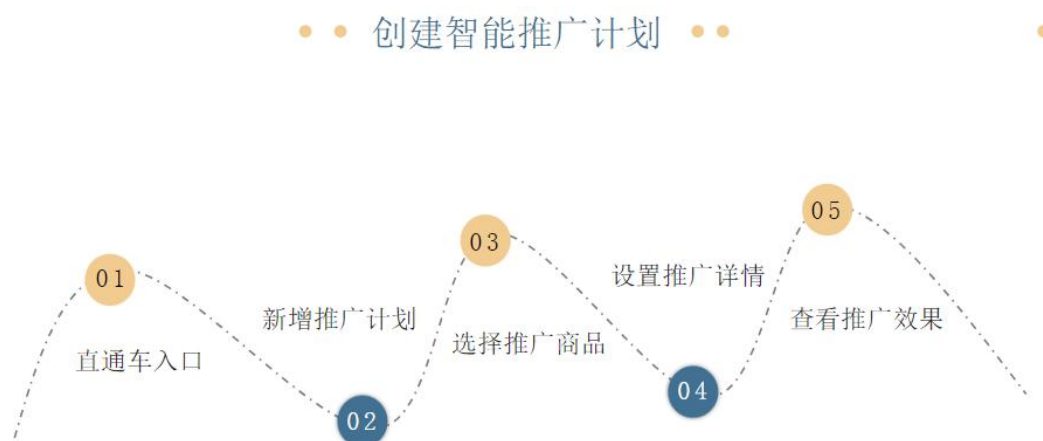 创建智能推广计划
01
直通车入口
02
新增推广计划
03
选择推广商品
04
设置推广详情
05
查看推广效果